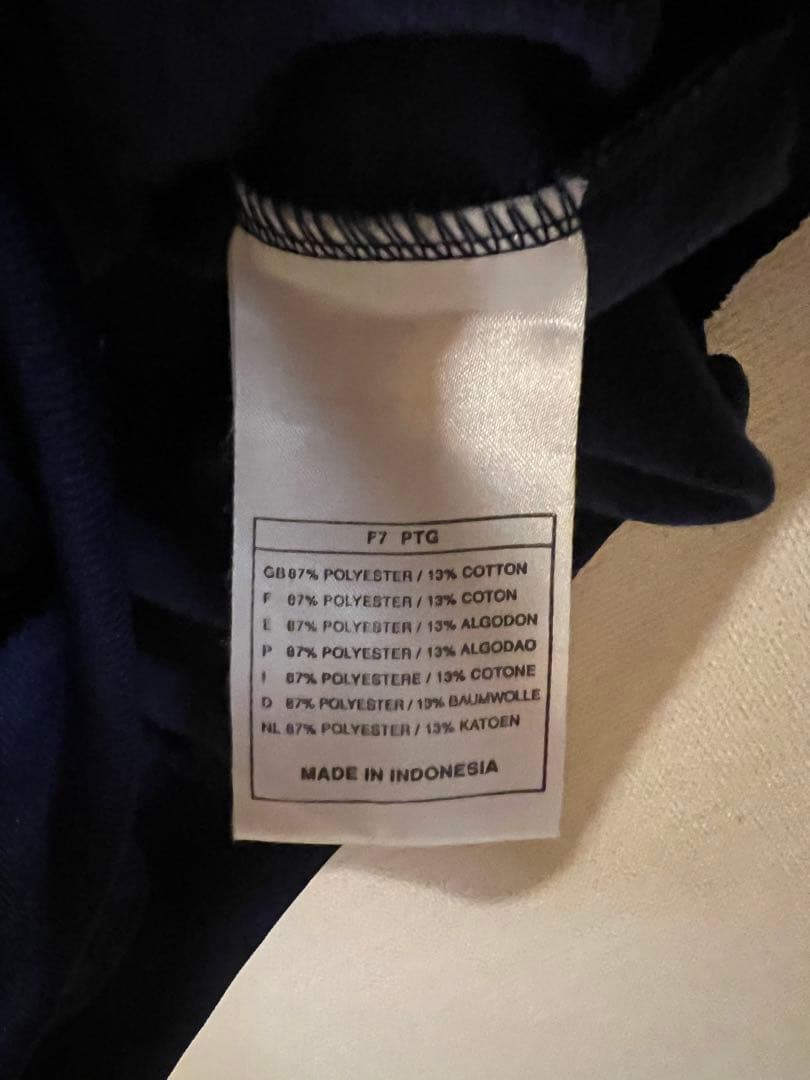 F7 PTG
GB 87% POLYESTER / 13% COTTON
F 87% POLYESTER / 13% COTON
E 87% POLYESTER / 13% ALGODON
P 87% POLYESTER / 13% ALGODAO
I 87% POLYESTERE / 13% COTONE
D 87% POLYESTER / 13% BAUMWOLLE
NL 87% POLYESTER / 13% KATOEN
MADE IN INDONESIA